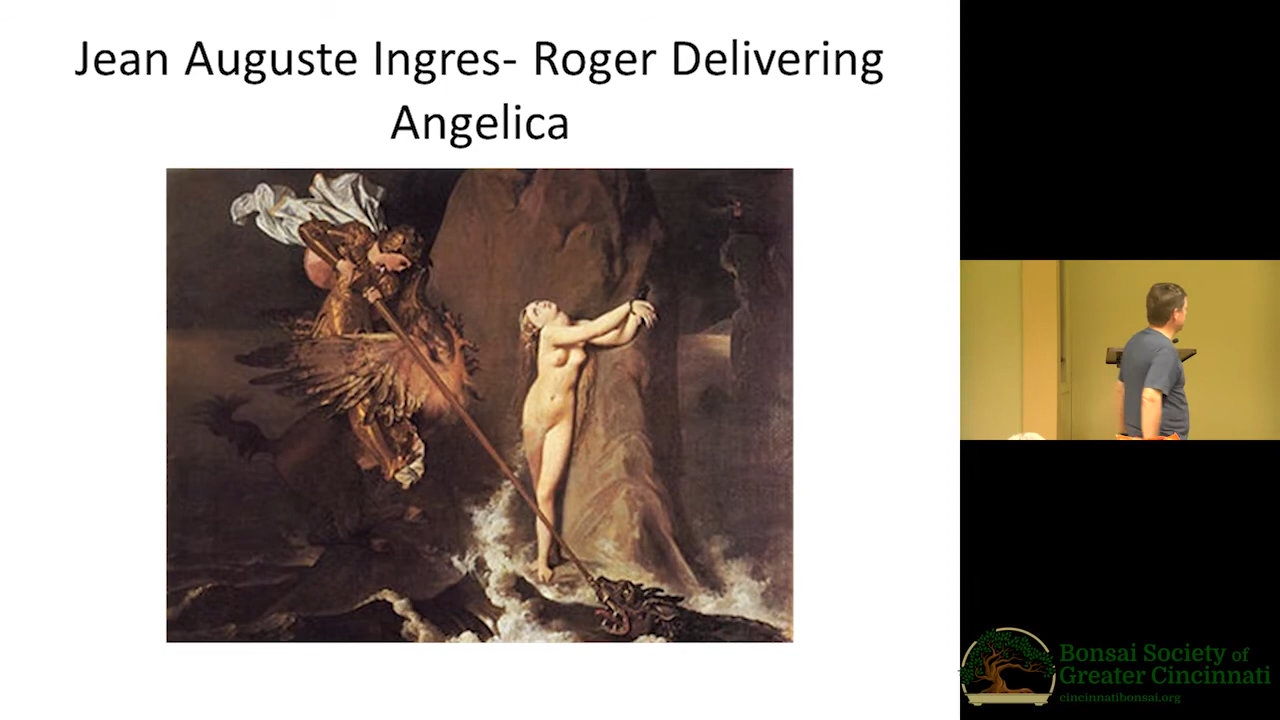 Jean Auguste Ingres- Roger Delivering
Angelica
Bonsai Society of
Greater Cincinnati
cincinnatibonsai.org